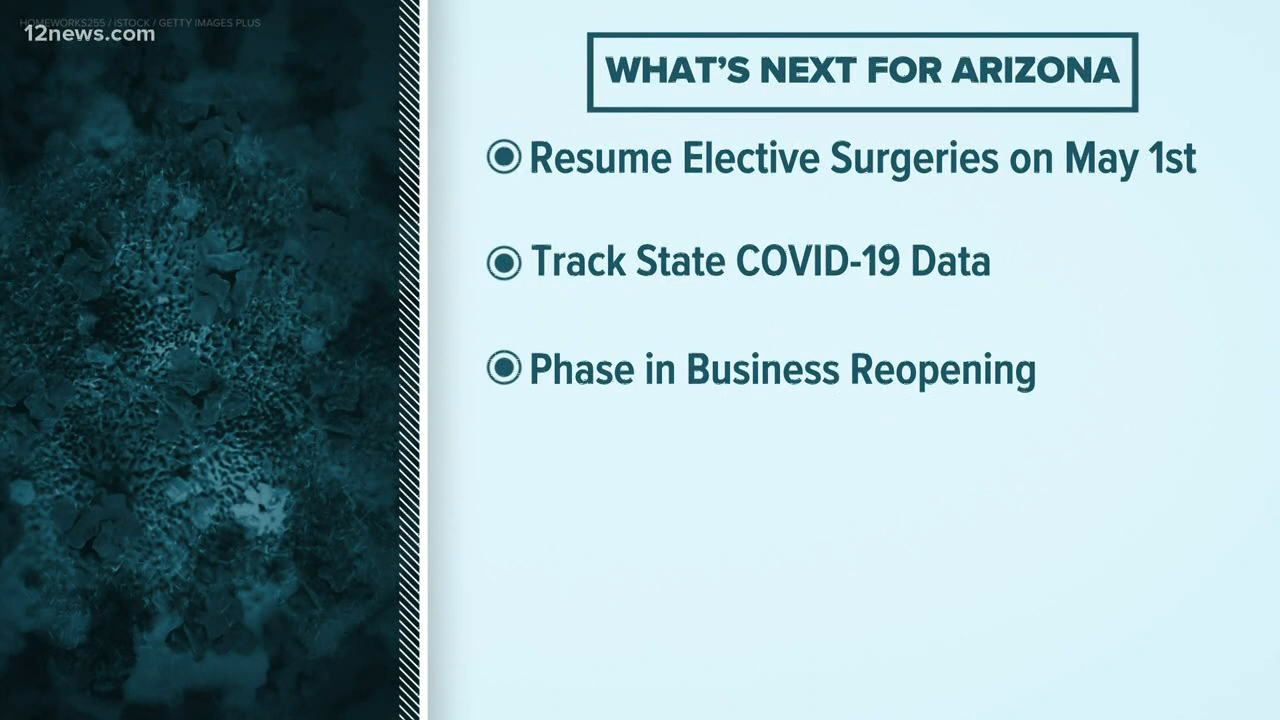 HOMEWORKS255 / iSTOCK / GETTY IMAGES PLUS
12news.com
WHAT'S NEXT FOR ARIZONA
Resume Elective Surgeries on May 1st
Track State COVID-19 Data
Phase in Business Reopening